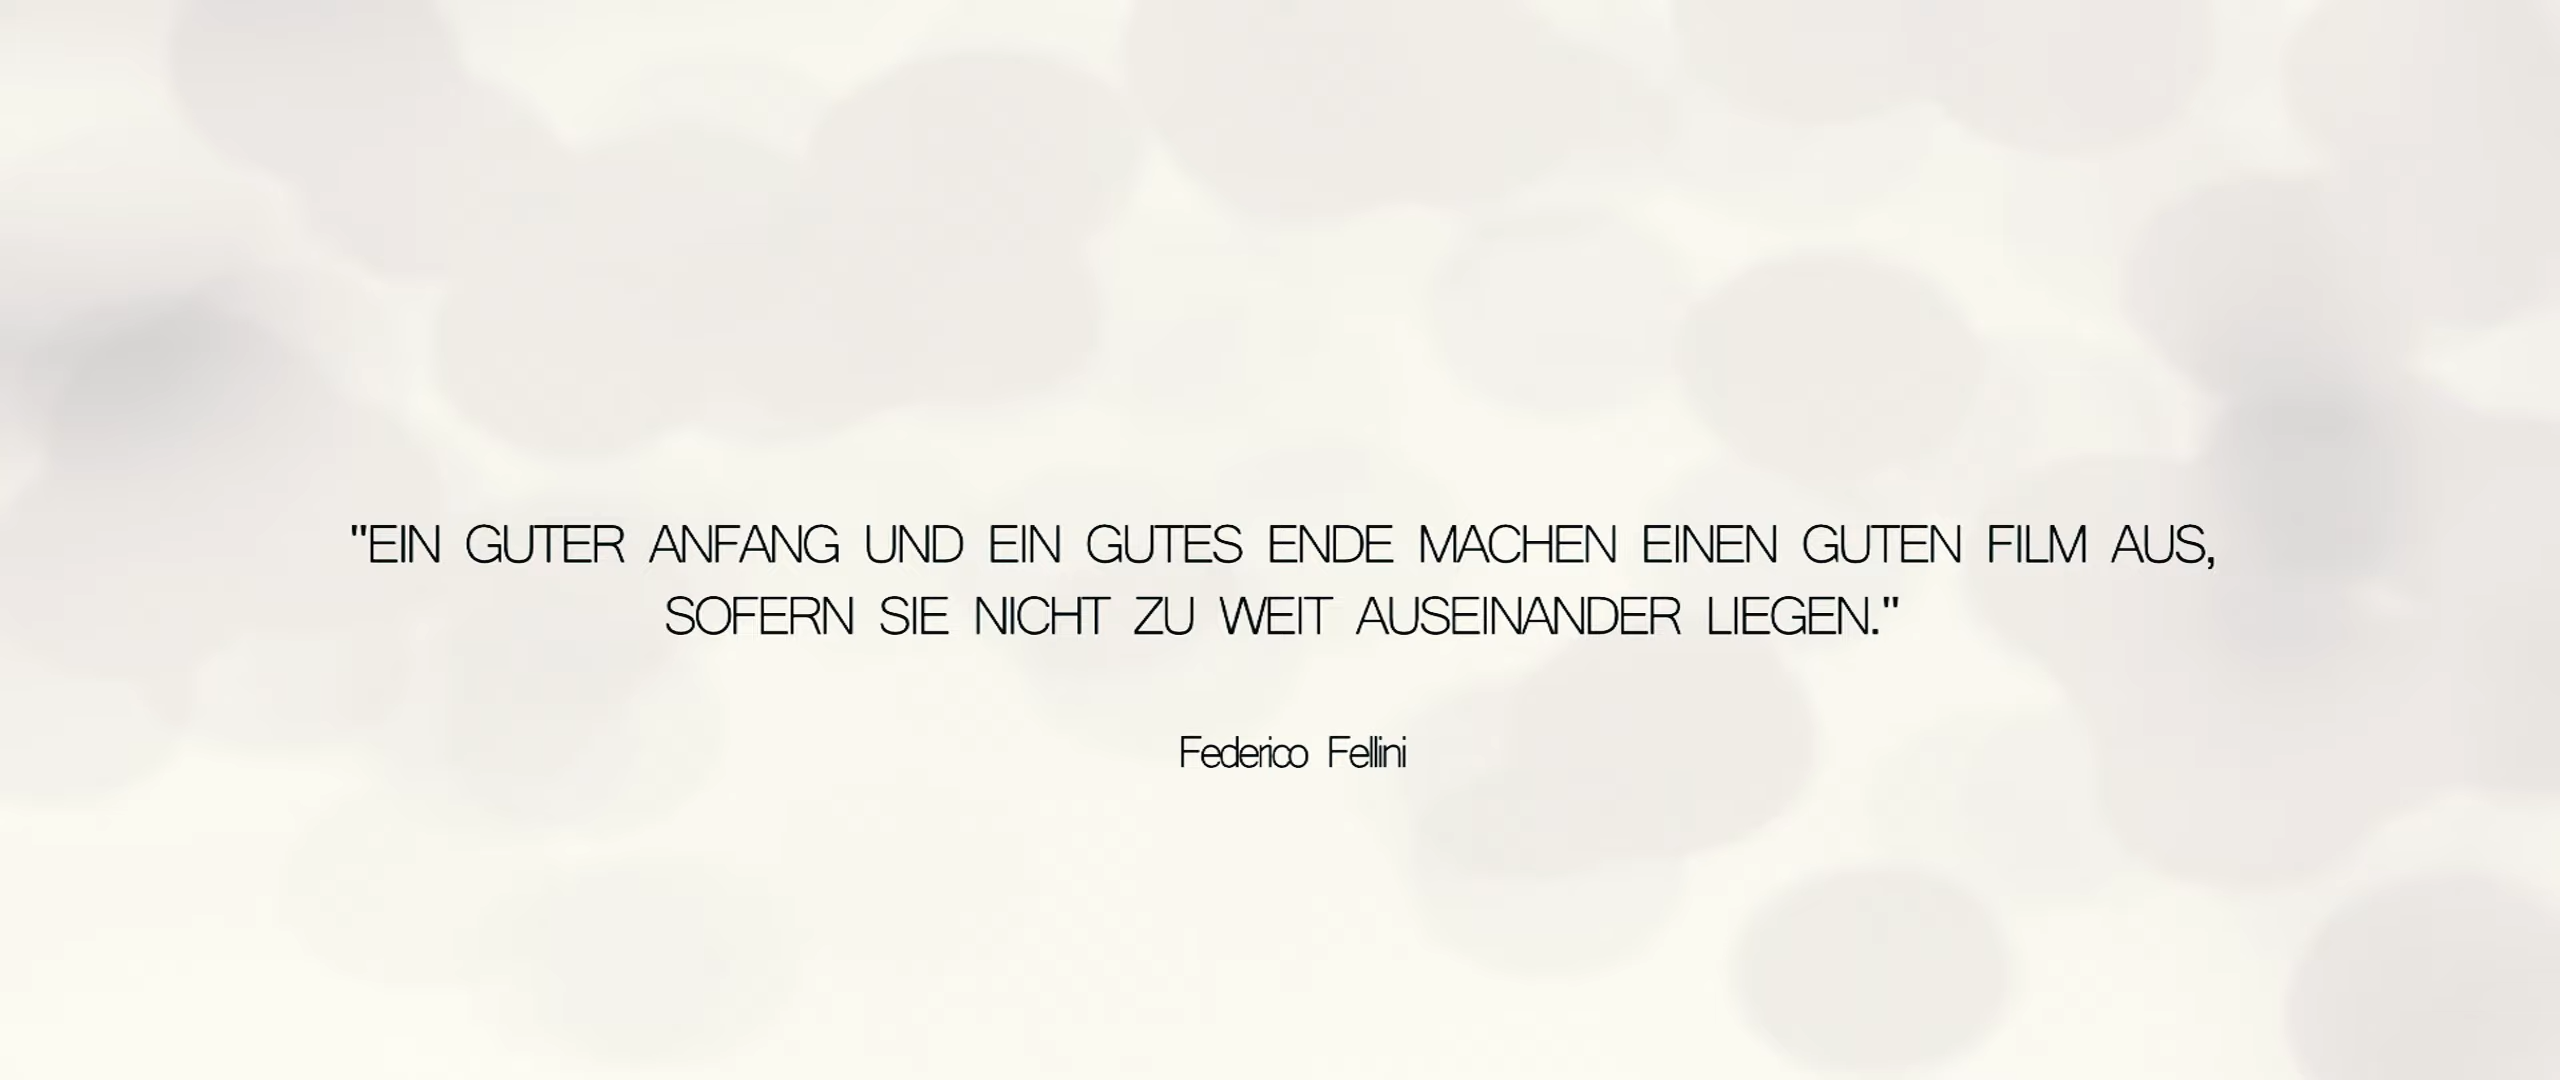 "EIN GUTER ANFANG UND EIN GUTES ENDE MACHEN EINEN GUTEN FILM AUS,
SOFERN SIE NICHT ZU WEIT AUSEINANDER LIEGEN."
Federico Fellini